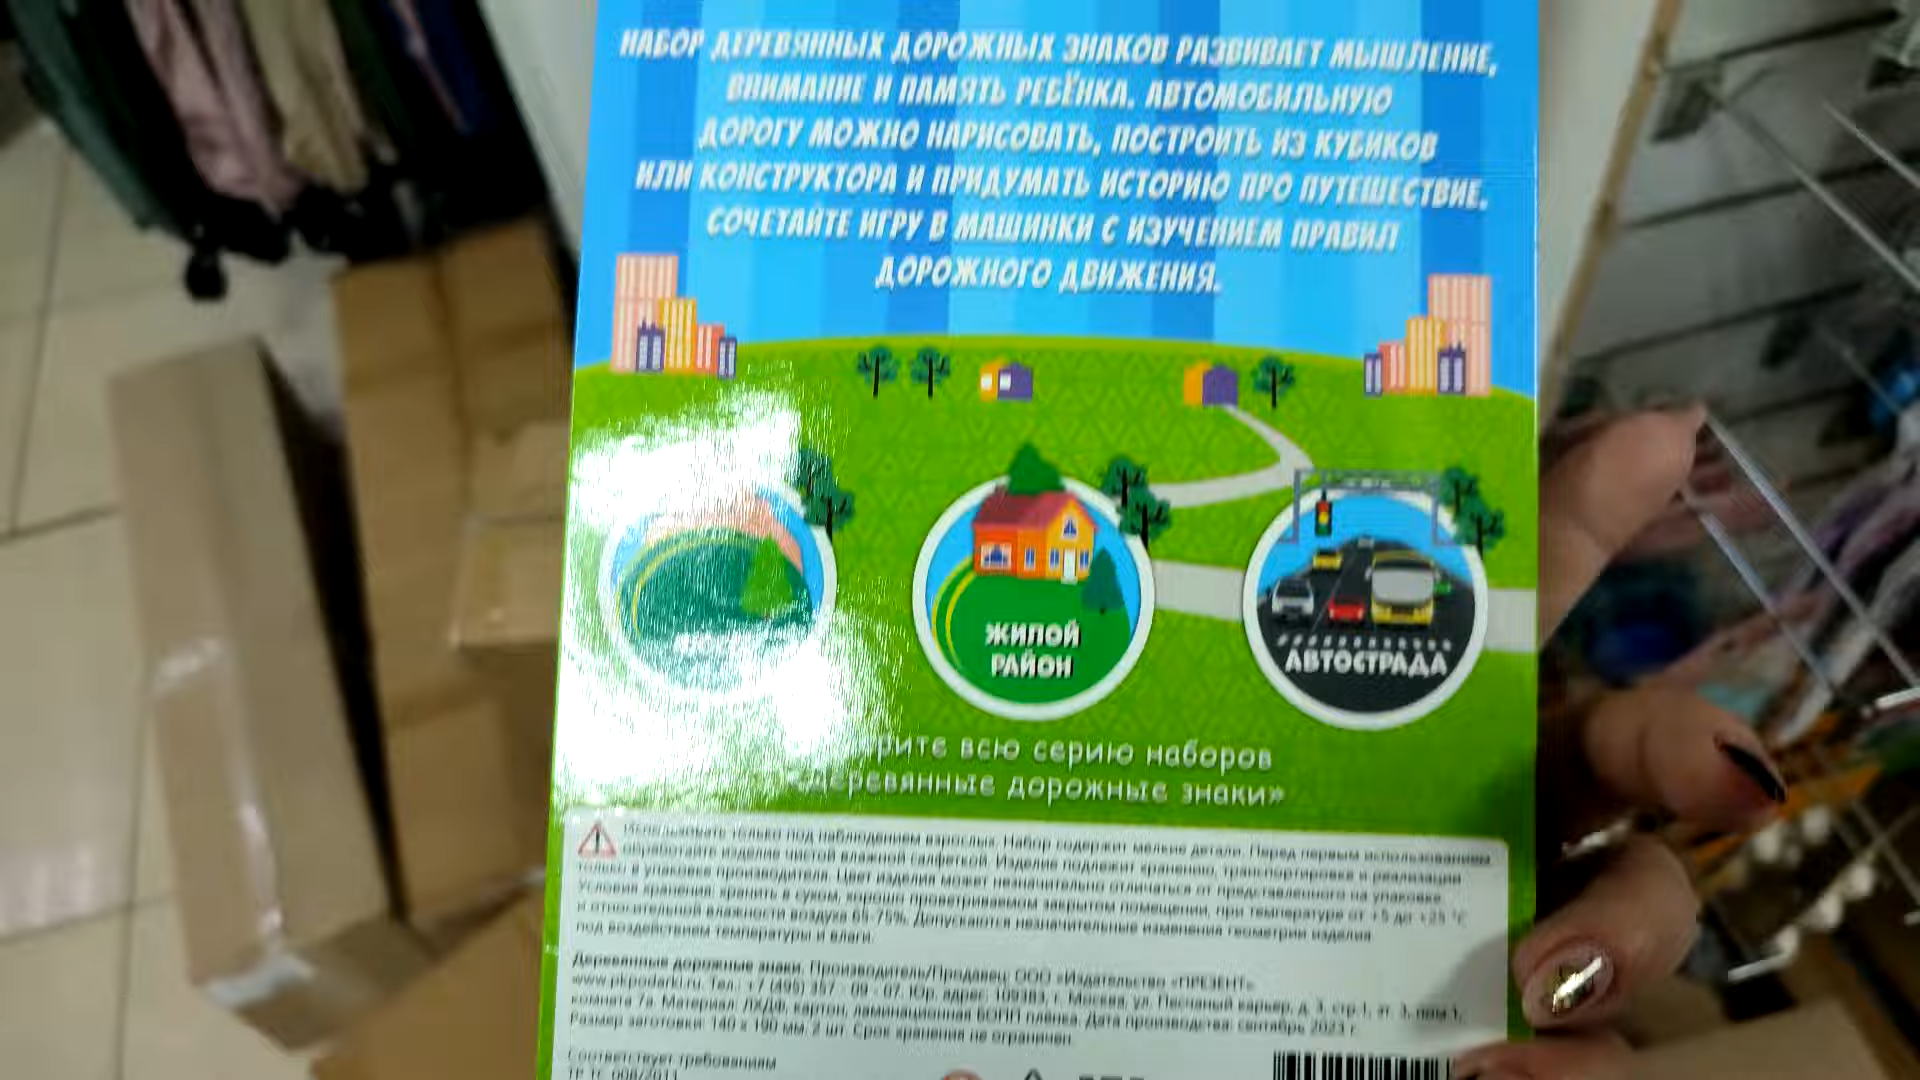 НАБОР ДЕРЕВЯННЫХ ДОРОЖНЫХ ЗНАКОВ РАЗВИВАЕТ МЫШЛЕНИЕ,
ВНИМАНИЕ И ПАМЯТЬ РЕБЁНКА. АВТОМОБИЛЬНУЮ
ДОРОГУ МОЖНО НАРИСОВАТЬ, ПОСТРОИТЬ ИЗ КУБИКОВ
ИЛИ КОНСТРУКТОРА И ПРИДУМАТЬ ИСТОРИЮ ПРО ПУТЕШЕСТВИЕ.
СОЧЕТАЙТЕ ИГРУ В МАШИНКИ С ИЗУЧЕНИЕМ ПРАВИЛ
ДОРОЖНОГО ДВИЖЕНИЯ.
ЖИЛОЙ
РАЙОН
АВТОСТРАДА
всю серию наборов
деревянные дорожные знаки»
Использовать только под наблюдением взрослых. Набор содержит мелкие детали. Перед первым использованием
обработайте изделие чистой влажной салфеткой. Изделие подлежит хранению, транспортировке и реализации
только в упаковке производителя. Цвет изделия может незначительно отличаться от представленного на упаковке.
Условия хранения: хранить в сухом, хорошо проветриваемом закрытом помещении, при температуре от +5 до +25 °С
и относительной влажности воздуха 65-75%. Допускаются незначительные изменения геометрии изделия
под воздействием температуры и влаги.
Деревянные дорожные знаки. Производитель/Продавец: ООО «Издательство «ПРЕЗЕНТ».
www.pkpodarki.ru. Тел.: +7 (495) 357 - 09 - 07. Юр. адрес: 109383, г. Москва, ул. Песчаный карьер, д. 3, стр.1, эт. 3, пом.1,
комната 7а. Материал: ЛХДФ, картон, ламинационная БОПП плёнка. Дата производства: сентябрь 2023 г.
Размер заготовки: 140 х 190 мм, 2 шт. Срок хранения не ограничен.
Соответствует требованиям
ТР ТС 008/2011